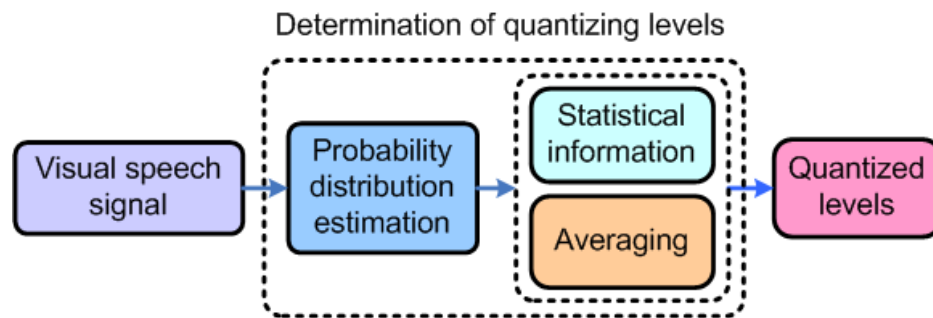 Determination of quantizing levels
Visual speech
signal
Probability
distribution
estimation
Statistical
information
Averaging
Quantized
levels